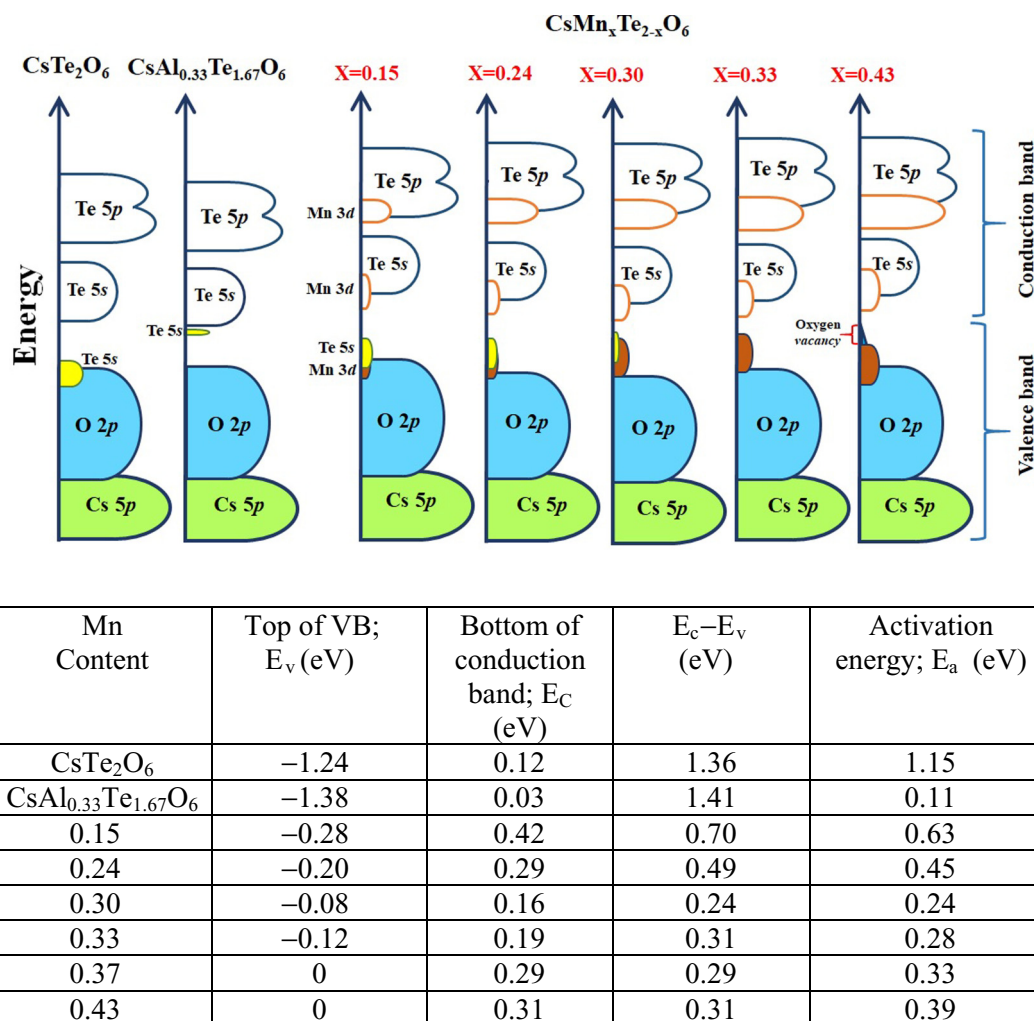 CsMnₓTe₂₋ₓO₆
CsTe₂O₆ CsAl₀.₃₃Te₁.₆₇O₆ X=0.15 X=0.24 X=0.30 X=0.33 X=0.43
Te 5p Te 5p Te 5p Te 5p Te 5p Te 5p Te 5p
Mn 3d
Te 5s Te 5s Te 5s Te 5s Te 5s Te 5s Te 5s
Mn 3d
Te 5s
Oxygen
vacancy
Te 5s
Te 5s
Mn 3d
O 2p O 2p O 2p O 2p O 2p O 2p O 2p
Cs 5p Cs 5p Cs 5p Cs 5p Cs 5p Cs 5p Cs 5p
Energy
Conduction band
Valence band
Mn Content Top of VB; Eᵥ (eV) Bottom of conduction band; E_C (eV) E_c−Eᵥ (eV) Activation energy; Eₐ (eV)
CsTe₂O₆ −1.24 0.12 1.36 1.15
CsAl₀.₃₃Te₁.₆₇O₆ −1.38 0.03 1.41 0.11
0.15 −0.28 0.42 0.70 0.63
0.24 −0.20 0.29 0.49 0.45
0.30 −0.08 0.16 0.24 0.24
0.33 −0.12 0.19 0.31 0.28
0.37 0 0.29 0.29 0.33
0.43 0 0.31 0.31 0.39